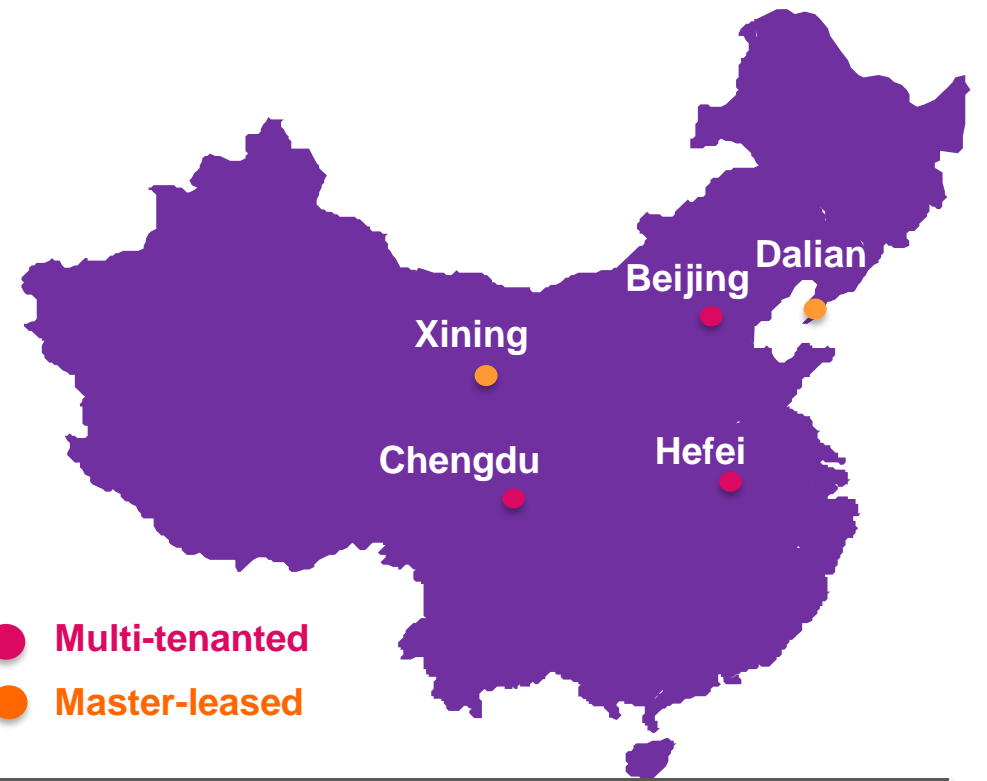 Dalian
Beijing
Xining
Hefei
Chengdu
Multi-tenanted
Master-leased